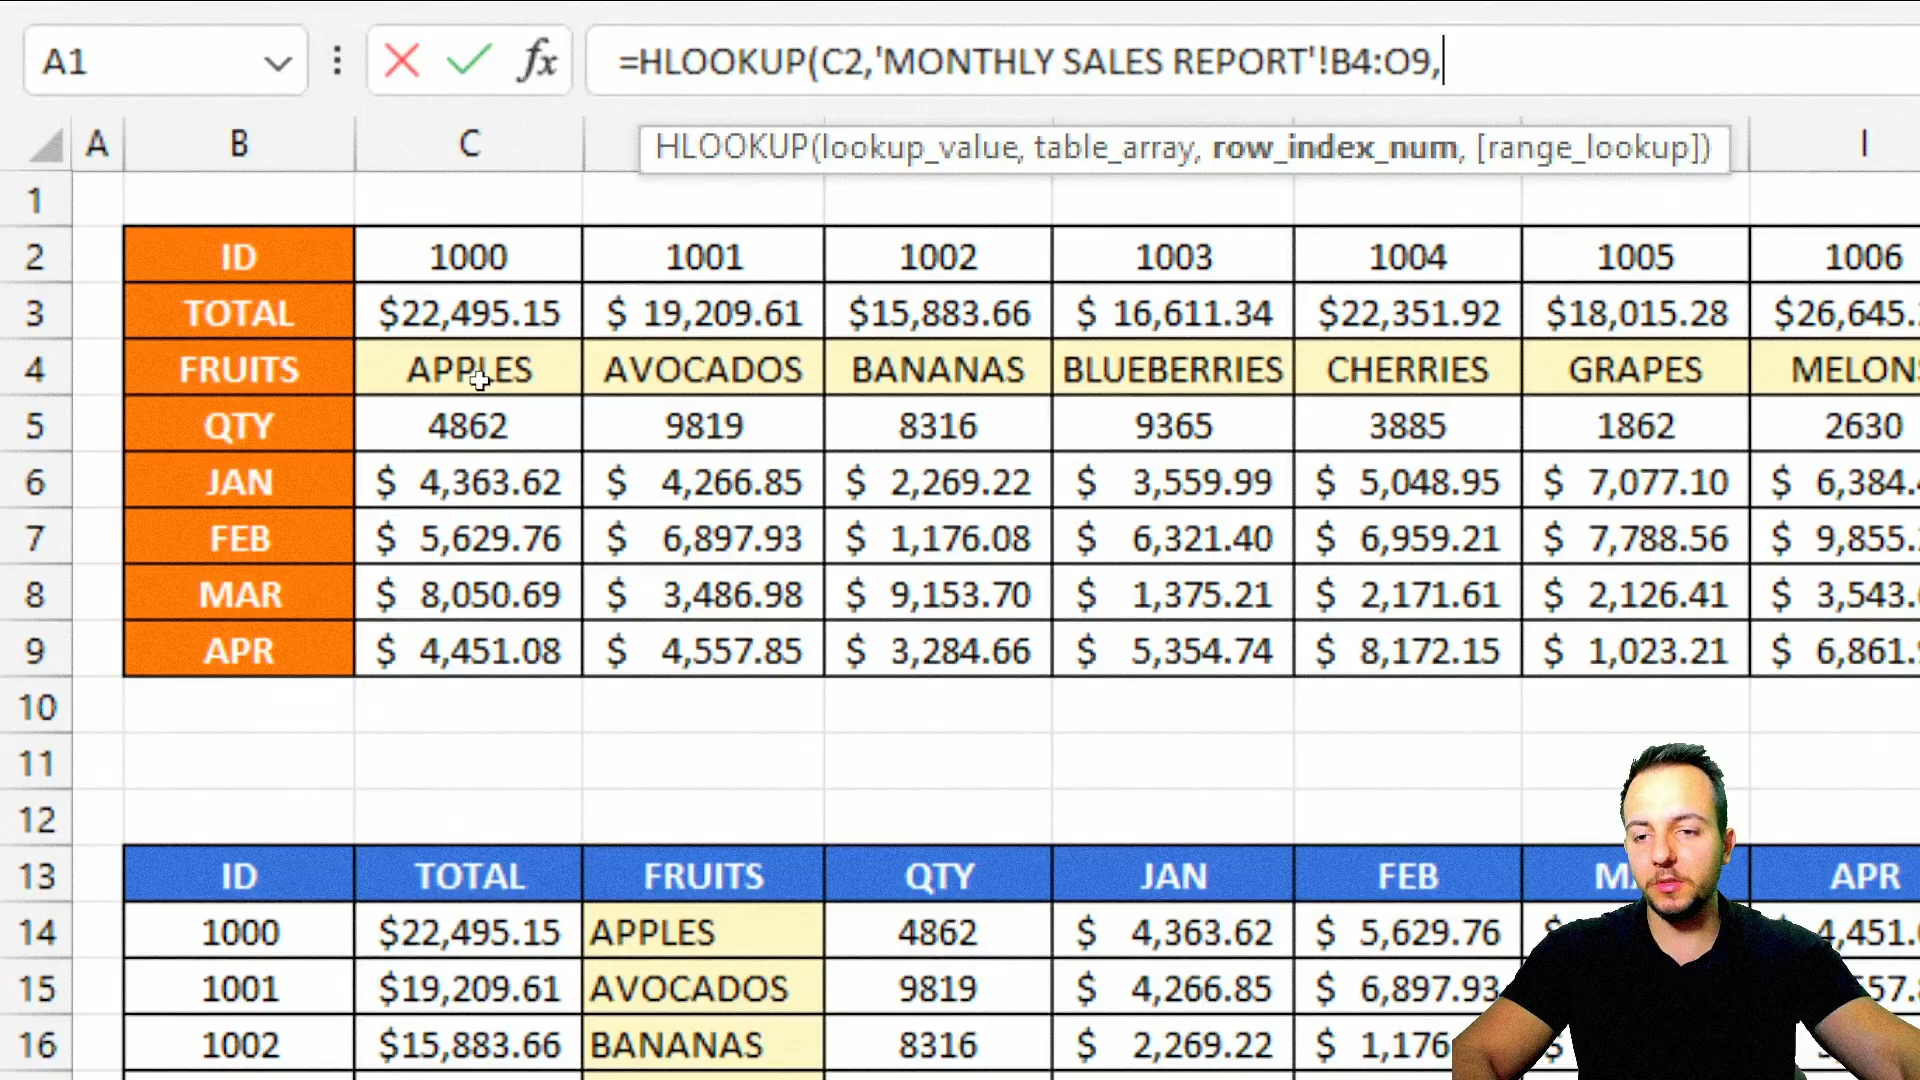 A1 fx =HLOOKUP(C2,'MONTHLY SALES REPORT'!B4:O9,
A B C I
HLOOKUP(lookup_value, table_array, row_index_num, [range_lookup])
1
2 ID 1000 1001 1002 1003 1004 1005 1006
3 TOTAL $22,495.15 $ 19,209.61 $15,883.66 $ 16,611.34 $22,351.92 $18,015.28 $26,645.
4 FRUITS APPLES AVOCADOS BANANAS BLUEBERRIES CHERRIES GRAPES MELONS
5 QTY 4862 9819 8316 9365 3885 1862 2630
6 JAN $ 4,363.62 $ 4,266.85 $ 2,269.22 $ 3,559.99 $ 5,048.95 $ 7,077.10 $ 6,384.
7 FEB $ 5,629.76 $ 6,897.93 $ 1,176.08 $ 6,321.40 $ 6,959.21 $ 7,788.56 $ 9,855.
8 MAR $ 8,050.69 $ 3,486.98 $ 9,153.70 $ 1,375.21 $ 2,171.61 $ 2,126.41 $ 3,543.
9 APR $ 4,451.08 $ 4,557.85 $ 3,284.66 $ 5,354.74 $ 8,172.15 $ 1,023.21 $ 6,861.
10
11
12
13 ID TOTAL FRUITS QTY JAN FEB APR
14 1000 $22,495.15 APPLES 4862 $ 4,363.62 $ 5,629.76 $ 4,451.
15 1001 $19,209.61 AVOCADOS 9819 $ 4,266.85 $ 6,897.93
16 1002 $15,883.66 BANANAS 8316 $ 2,269.22 $ 1,176 $